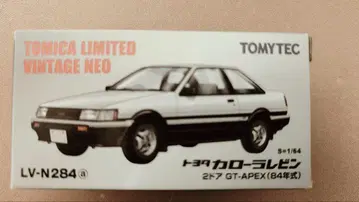 TOMICA LIMITED
VINTAGE NEO
TOMYTEC
S=1/64
トヨタ カローラレビン
2ドア GT-APEX(84年式)
LV-N284 a